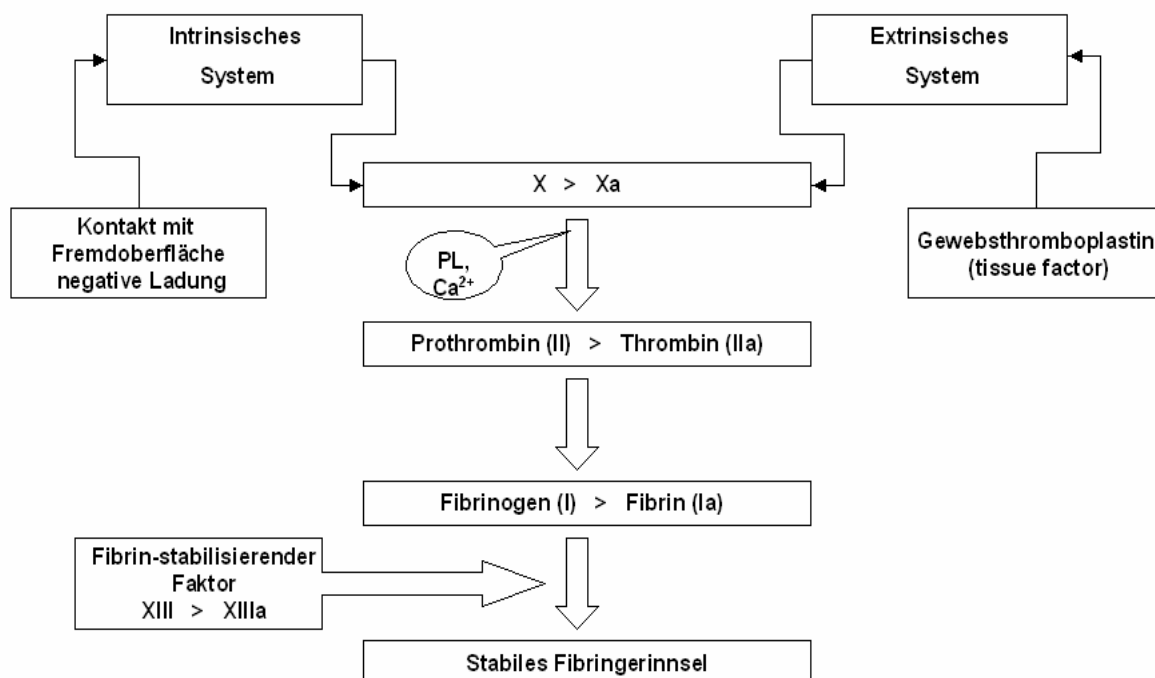 Intrinsisches
System
Extrinsisches
System
X > Xa
Kontakt mit
Fremdoberfläche
negative Ladung
Gewebsthromboplastin
(tissue factor)
PL,
Ca²⁺
Prothrombin (II) > Thrombin (IIa)
Fibrinogen (I) > Fibrin (Ia)
Fibrin-stabilisierender
Faktor
XIII > XIIIa
Stabiles Fibringerinnsel